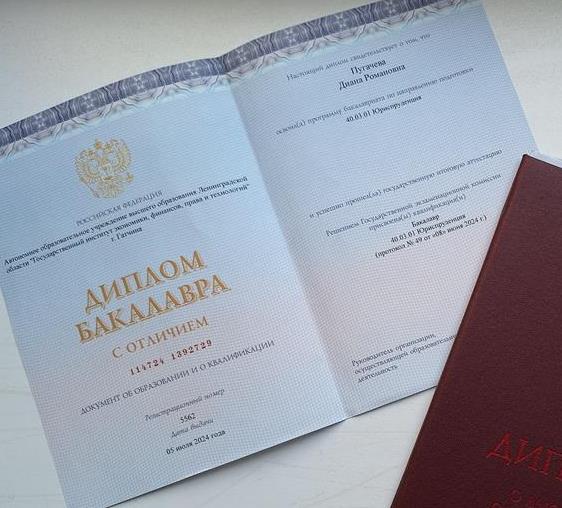 РОССИЙСКАЯ ФЕДЕРАЦИЯ
Автономное образовательное учреждение высшего образования Ленинградской
области "Государственный институт экономики, финансов, права и технологий"
г. Гатчина
ДИПЛОМ
БАКАЛАВРА
С ОТЛИЧИЕМ
114724 1392729
ДОКУМЕНТ ОБ ОБРАЗОВАНИИ И О КВАЛИФИКАЦИИ
Регистрационный номер
5562
Дата выдачи
05 июля 2024 года
Настоящий диплом свидетельствует о том, что
Пугачева
Диана Романовна
освоил(а) программу бакалавриата по направлению подготовки
40.03.01 Юриспруденция
и успешно прошел(ла) государственную итоговую аттестацию
Решением Государственной экзаменационной комиссии
присвоена(ы) квалификация(и)
Бакалавр
40.03.01 Юриспруденция
(протокол № 49 от «08» июня 2024 г.)
Руководитель организации,
осуществляющей образовательную
деятельность